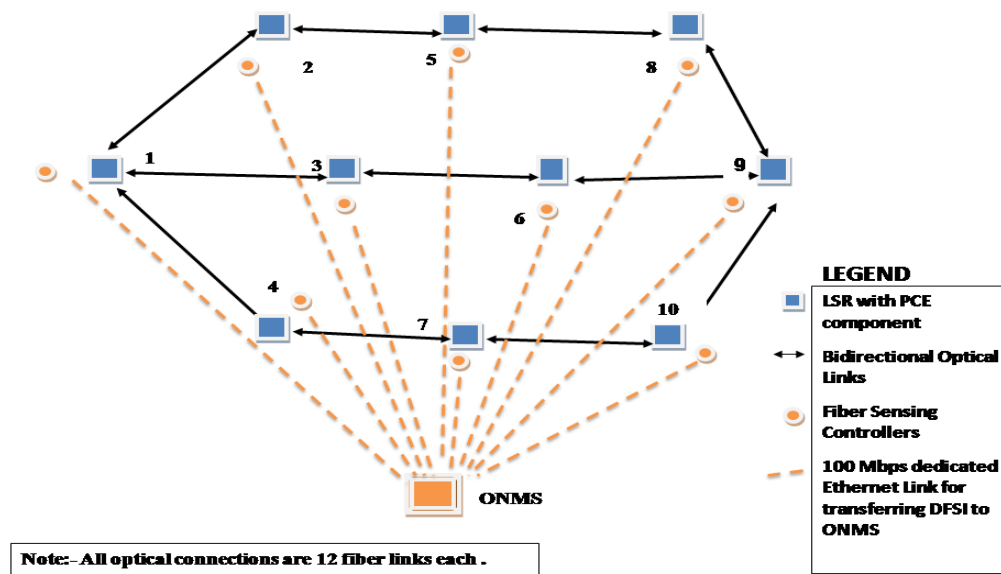 2
5
8
1
3
9
6
4
7
10
ONMS
LEGEND
LSR with PCE
component
Bidirectional Optical
Links
Fiber Sensing
Controllers
100 Mbps dedicated
Ethernet Link for
transferring DFSI to
ONMS
Note:- All optical connections are 12 fiber links each .